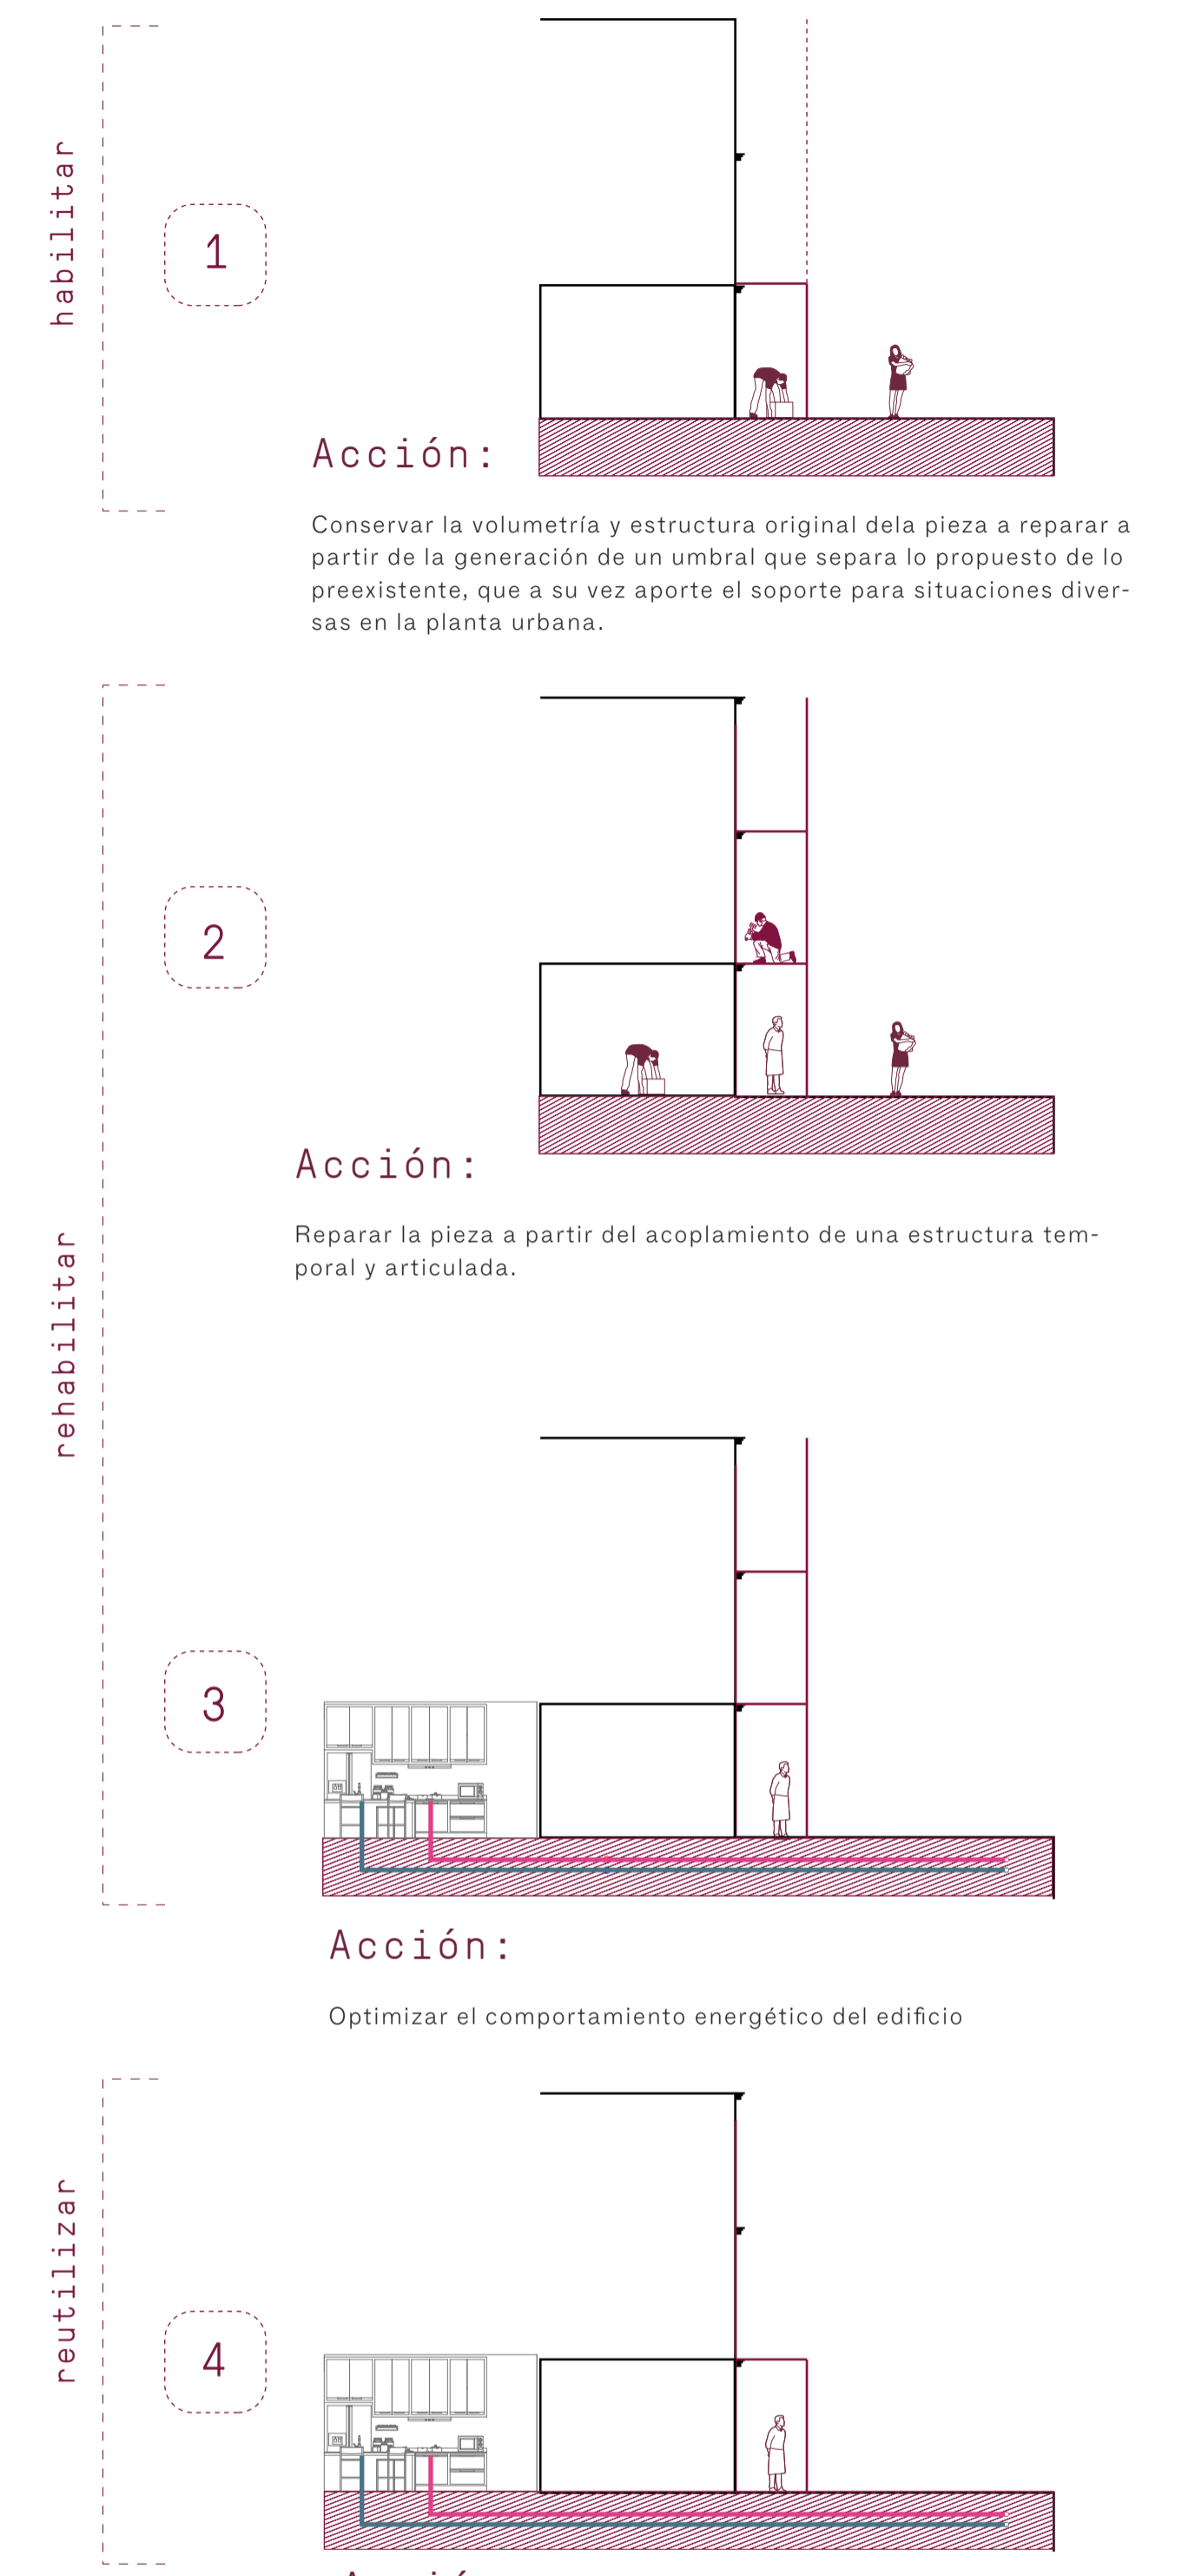 habilitar
1
Acción:
Conservar la volumetría y estructura original dela pieza a reparar a
partir de la generación de un umbral que separa lo propuesto de lo
preexistente, que a su vez aporte el soporte para situaciones diver-
sas en la planta urbana.
rehabilitar
2
Acción:
Reparar la pieza a partir del acoplamiento de una estructura tem-
poral y articulada.
3
Acción:
Optimizar el comportamiento energético del edificio
reutilizar
4